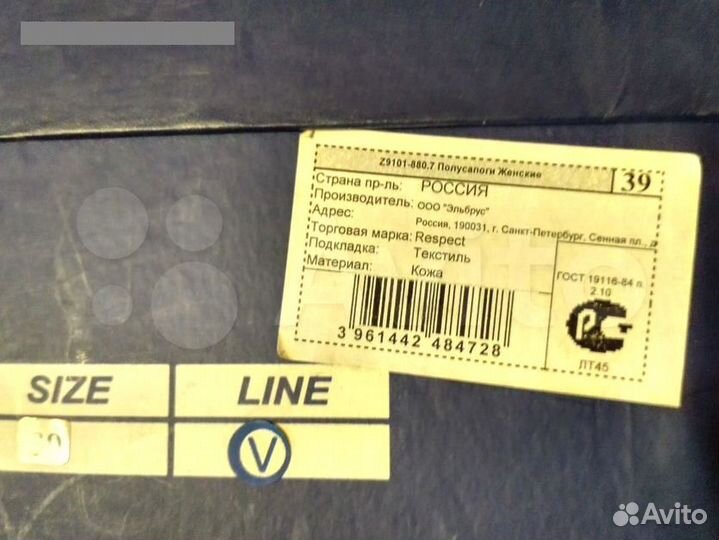 Z9101-880.7 Полусапоги Женские
39
Страна пр-ль: РОССИЯ
Производитель: ООО "Эльбрус"
Адрес:
Россия, 190031, г. Санкт-Петербург, Сенная пл., д
Торговая марка: Respect
Подкладка: Текстиль
Материал: Кожа
ГОСТ 19116-84 п.
2.10
ЛТ45
3 961442 484728
SIZE LINE
39 V
Avito
Avito